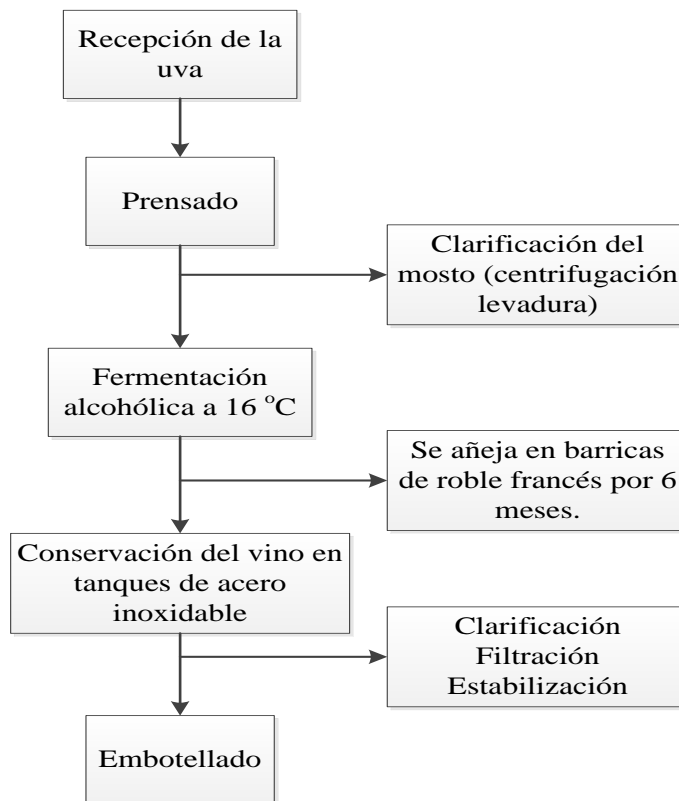 Recepción de la
uva
Prensado
Clarificación del
mosto (centrifugación
levadura)
Fermentación
alcohólica a 16 °C
Se añeja en barricas
de roble francés por 6
meses.
Conservación del vino en
tanques de acero
inoxidable
Clarificación
Filtración
Estabilización
Embotellado